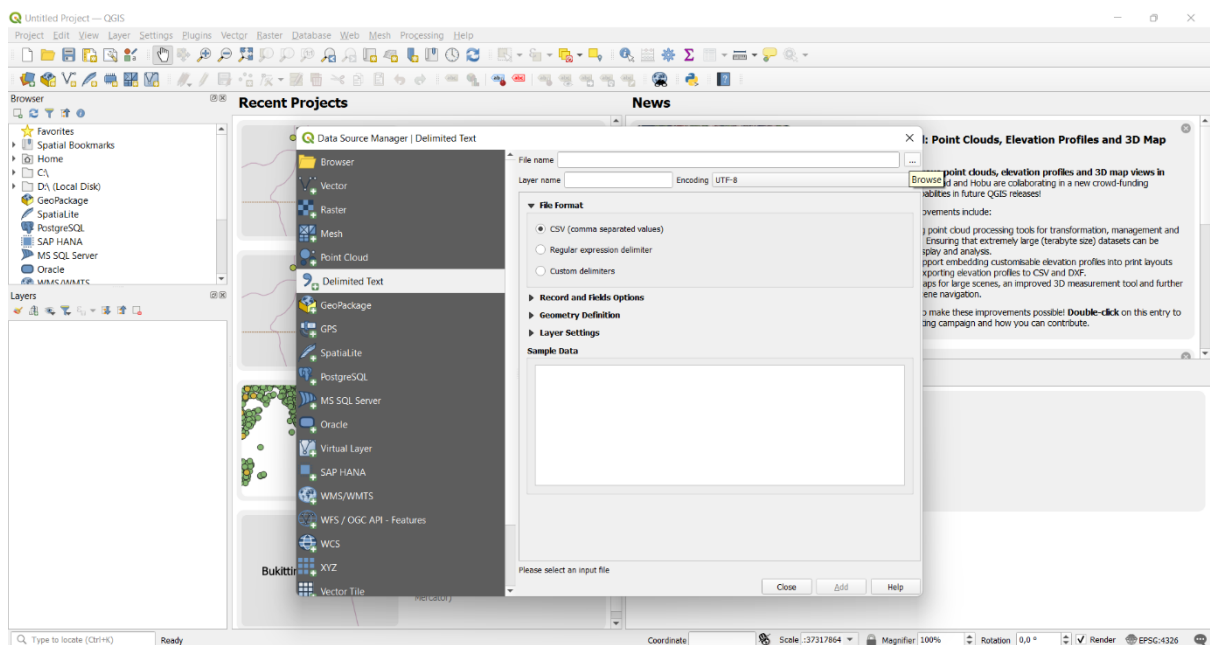 Untitled Project — QGIS
Project Edit View Layer Settings Plugins Vector Raster Database Web Mesh Processing Help
Browser
Favorites
Spatial Bookmarks
Home
C:\
D:\ (Local Disk)
GeoPackage
SpatiaLite
PostgreSQL
SAP HANA
MS SQL Server
Oracle
WMS/WMTS
Layers
Recent Projects
News
Data Source Manager | Delimited Text
Browser
Vector
Raster
Mesh
Point Cloud
Delimited Text
GeoPackage
GPS
SpatiaLite
PostgreSQL
MS SQL Server
Oracle
Virtual Layer
SAP HANA
WMS/WMTS
WFS / OGC API - Features
WCS
XYZ
Vector Tile
File name
...
Layer name Encoding UTF-8
Browse
File Format
CSV (comma separated values)
Regular expression delimiter
Custom delimiters
Record and Fields Options
Geometry Definition
Layer Settings
Sample Data
Please select an input file
Close Add Help
: Point Clouds, Elevation Profiles and 3D Map
point clouds, elevation profiles and 3D map views in
and Hobu are collaborating in a new crowd-funding
in future QGIS releases!
include:
point cloud processing tools for transformation, management and
Ensuring that extremely large (terabyte size) datasets can be
and analysis.
embedding customisable elevation profiles into print layouts
elevation profiles to CSV and DXF.
for large scenes, an improved 3D measurement tool and further
navigation.
make these improvements possible! Double-click on this entry to
campaign and how you can contribute.
Bukittin
Mercator)
Type to locate (Ctrl+K) Ready Coordinate Scale :37317864 Magnifier 100% Rotation 0,0 ° Render EPSG:4326